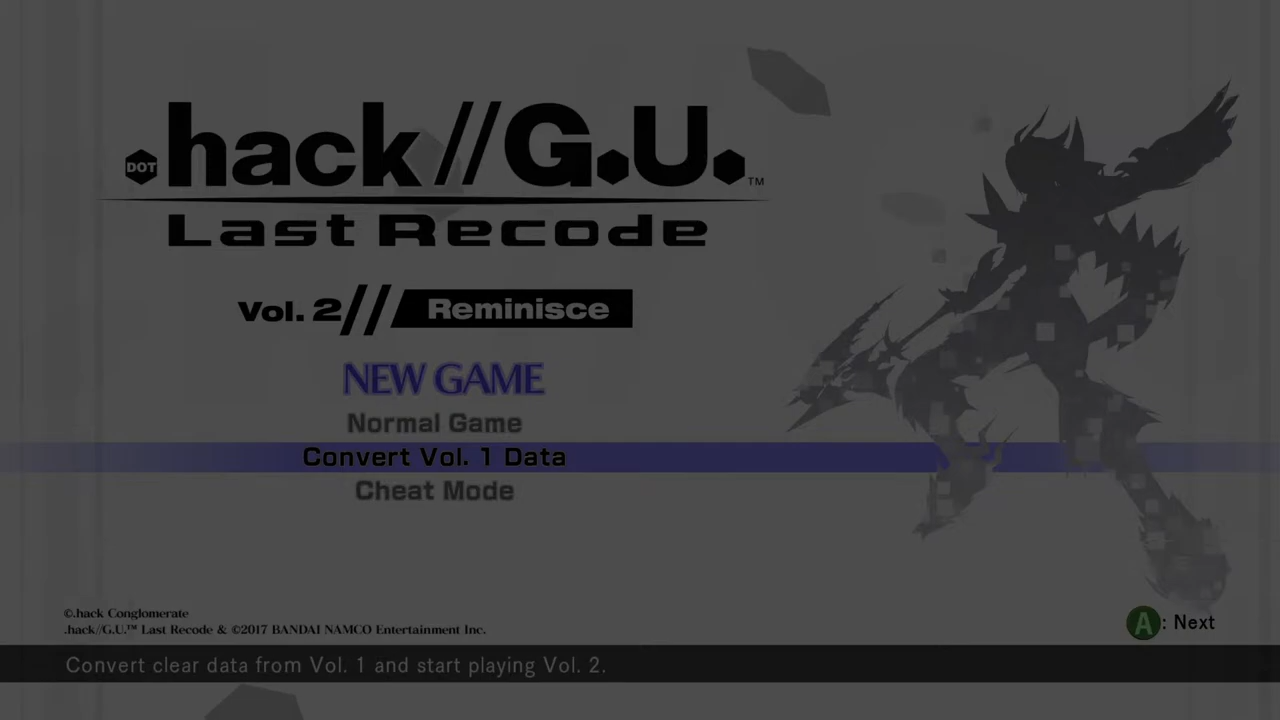 DOT .hack//G.U.™
Last Recode
Vol. 2// Reminisce
NEW GAME
Normal Game
Convert Vol. 1 Data
Cheat Mode
©.hack Conglomerate
.hack//G.U.™ Last Recode & ©2017 BANDAI NAMCO Entertainment Inc.
A: Next
Convert clear data from Vol. 1 and start playing Vol. 2.